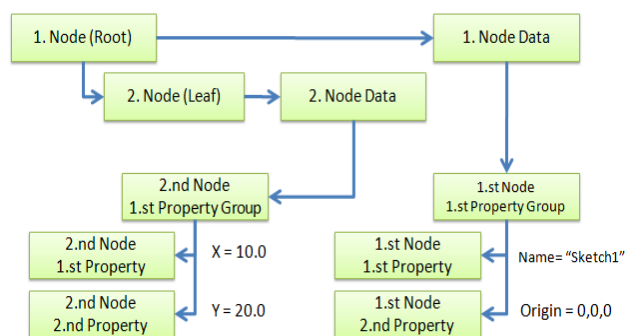 1. Node (Root)
1. Node Data
2. Node (Leaf)
2. Node Data
2.nd Node
1.st Property Group
1.st Node
1.st Property Group
2.nd Node
1.st Property
X = 10.0
1.st Node
1.st Property
Name= “Sketch1”
2.nd Node
2.nd Property
Y = 20.0
1.st Node
2.nd Property
Origin = 0,0,0